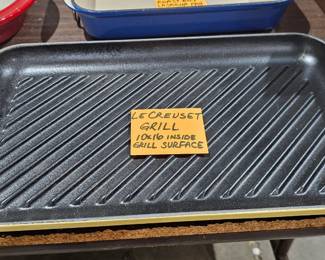 LE CREUSET
GRILL
10x16 INSIDE
GRILL SURFACE